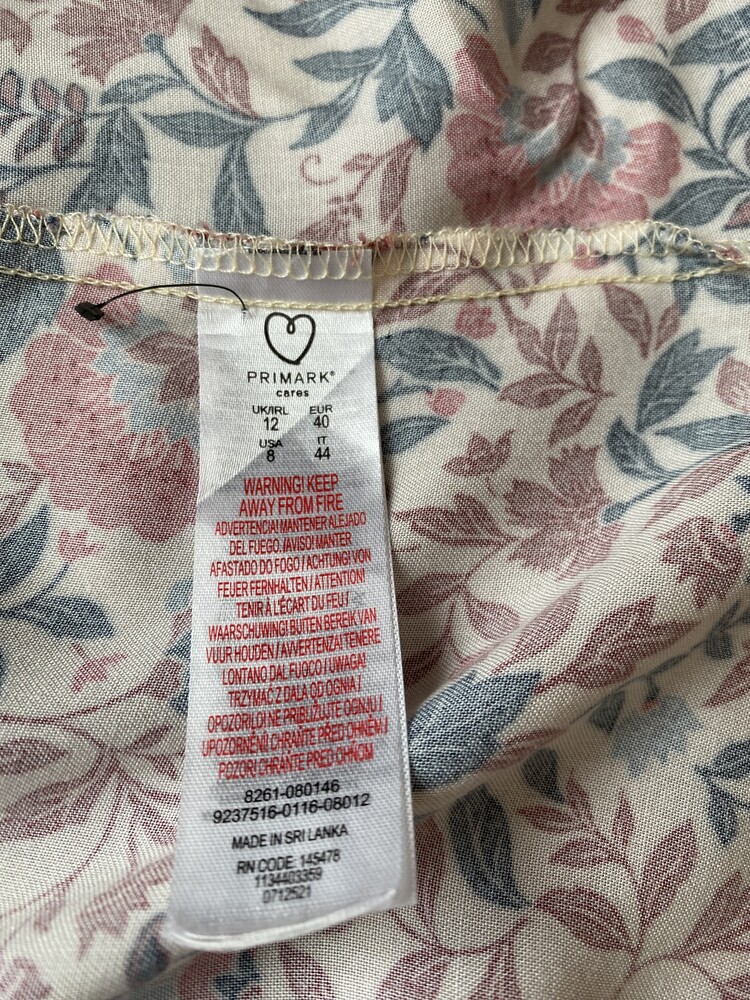 PRIMARK®
cares
UK/IRL EUR
12 40
USA IT
8 44
WARNING! KEEP
AWAY FROM FIRE
ADVERTENCIA! MANTENER ALEJADO
DEL FUEGO. /AVISO! MANTER
AFASTADO DO FOGO / ACHTUNG! VON
FEUER FERNHALTEN / ATTENTION!
TENIR À L'ÉCART DU FEU /
WAARSCHUWING! BUITEN BEREIK VAN
VUUR HOUDEN / AVVERTENZA! TENERE
LONTANO DAL FUOCO / UWAGA!
TRZYMAĆ Z DALA OD OGNIA /
OPOZORILO! NE PRIBLIŽUJTE OGNJU /
UPOZORNĚNÍ! CHRAŇTE PŘED OHNĚM. /
POZOR! CHRÁŇTE PRED OHŇOM
8261-080146
9237516-0116-08012
MADE IN SRI LANKA
RN CODE: 145478
1134403359
0712521